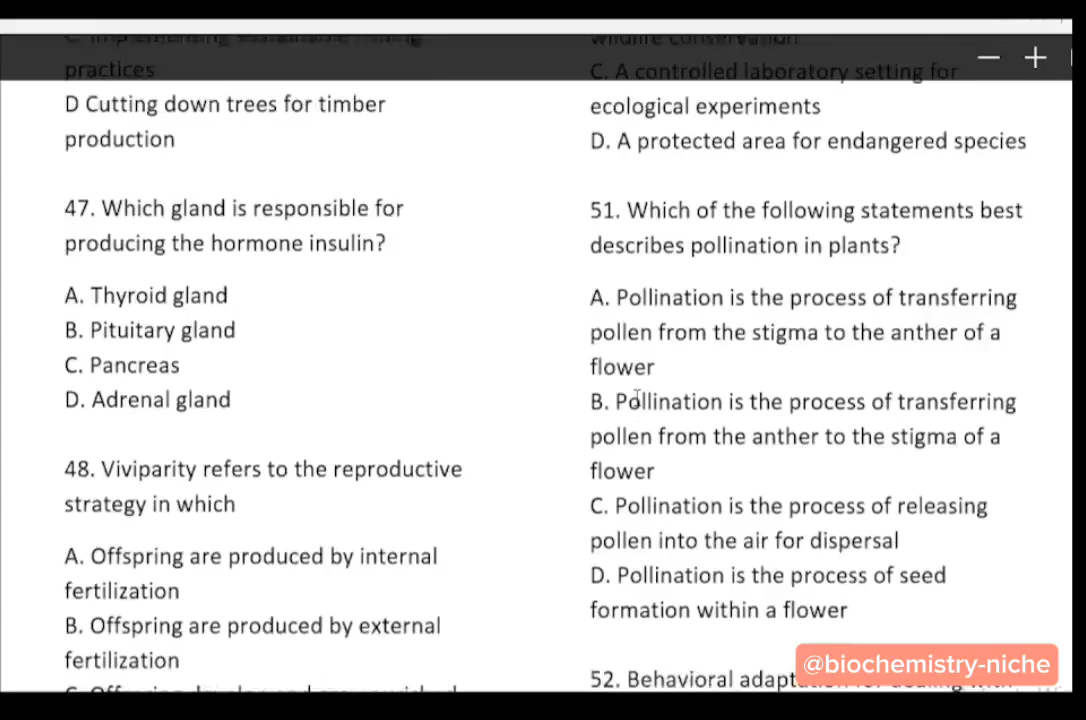 practices
D Cutting down trees for timber
production
47. Which gland is responsible for
producing the hormone insulin?
A. Thyroid gland
B. Pituitary gland
C. Pancreas
D. Adrenal gland
48. Viviparity refers to the reproductive
strategy in which
A. Offspring are produced by internal
fertilization
B. Offspring are produced by external
fertilization
wildlife conservation
C. A controlled laboratory setting for
ecological experiments
D. A protected area for endangered species
51. Which of the following statements best
describes pollination in plants?
A. Pollination is the process of transferring
pollen from the stigma to the anther of a
flower
B. Pollination is the process of transferring
pollen from the anther to the stigma of a
flower
C. Pollination is the process of releasing
pollen into the air for dispersal
D. Pollination is the process of seed
formation within a flower
52. Behavioral
@biochemistry-niche